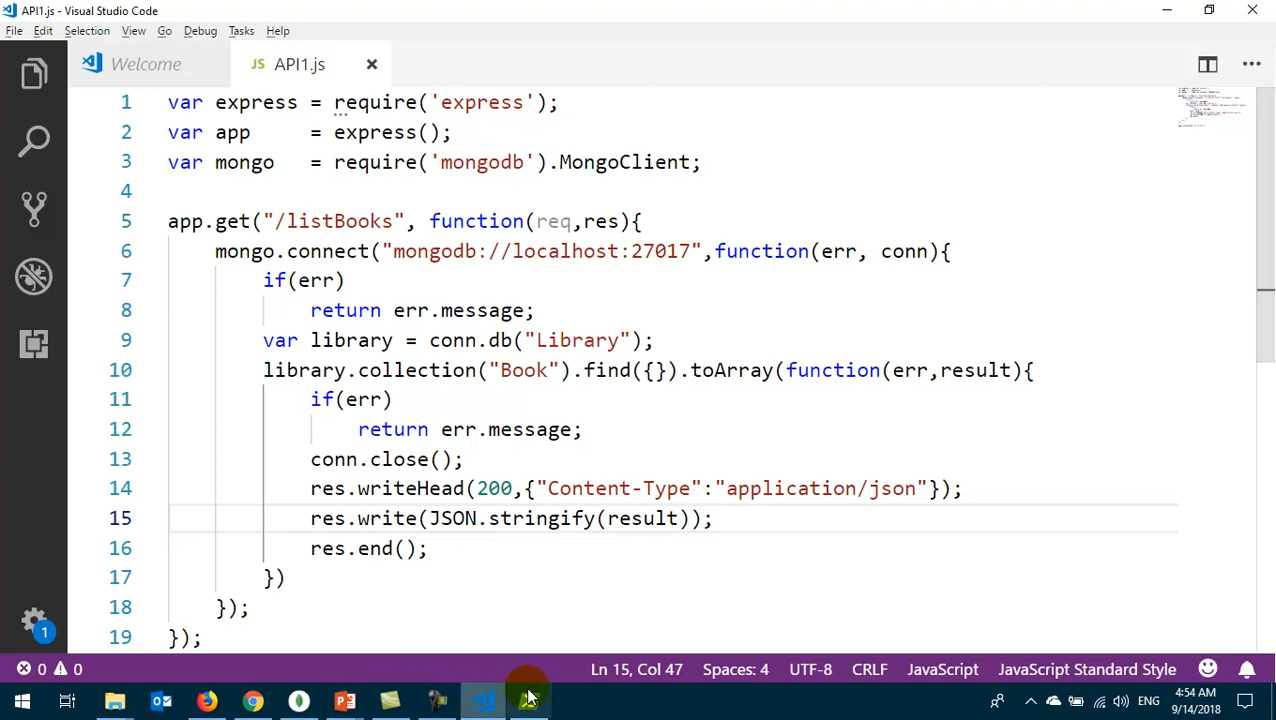 API1.js - Visual Studio Code
File Edit Selection View Go Debug Tasks Help
Welcome JS API1.js
1 var express = require('express');
2 var app     = express();
3 var mongo   = require('mongodb').MongoClient;
4
5 app.get("/listBooks", function(req,res){
6     mongo.connect("mongodb://localhost:27017",function(err, conn){
7         if(err)
8             return err.message;
9         var library = conn.db("Library");
10         library.collection("Book").find({}).toArray(function(err,result){
11             if(err)
12                 return err.message;
13             conn.close();
14             res.writeHead(200,{"Content-Type":"application/json"});
15             res.write(JSON.stringify(result));
16             res.end();
17         })
18     });
19 });
1
0 0 Ln 15, Col 47 Spaces: 4 UTF-8 CRLF JavaScript JavaScript Standard Style
ENG 4:54 AM
9/14/2018